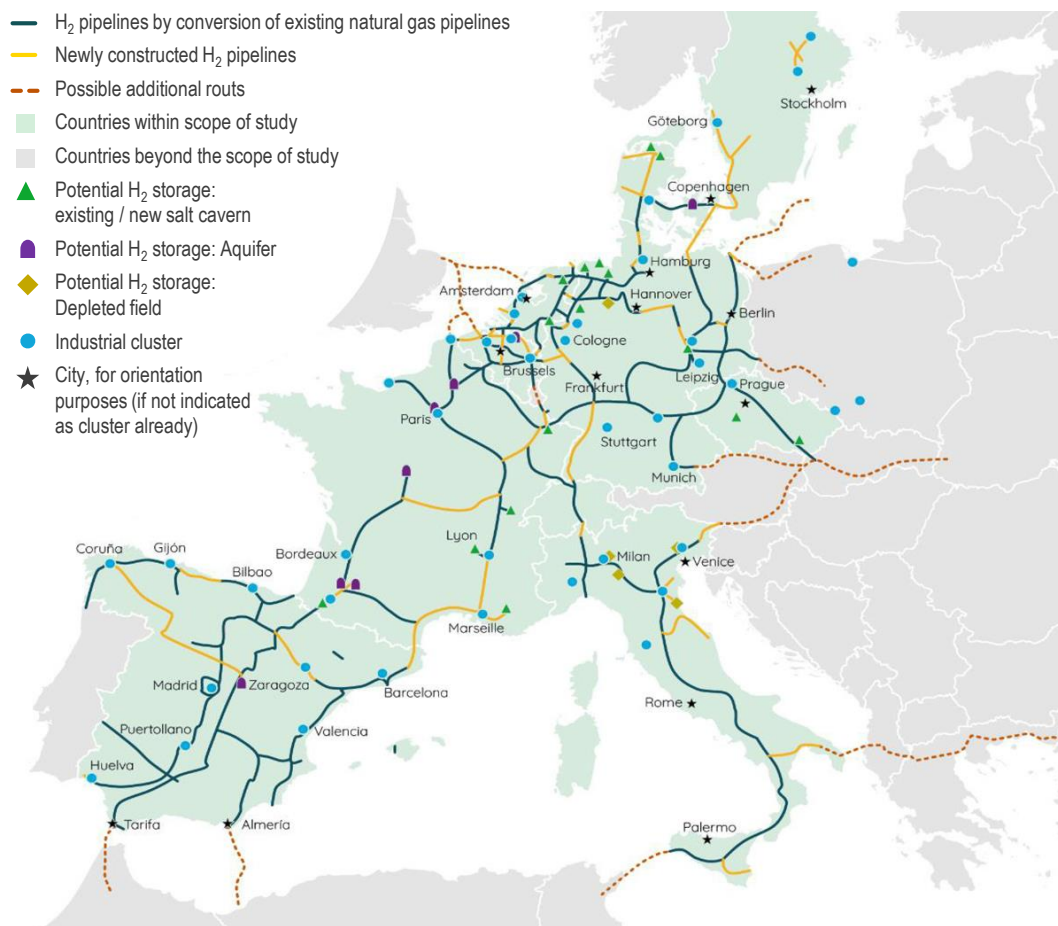 H₂ pipelines by conversion of existing natural gas pipelines
Newly constructed H₂ pipelines
Possible additional routs
Countries within scope of study
Countries beyond the scope of study
Potential H₂ storage:
existing / new salt cavern
Potential H₂ storage: Aquifer
Potential H₂ storage:
Depleted field
Industrial cluster
City, for orientation
purposes (if not indicated
as cluster already)
Stockholm
Göteborg
Copenhagen
Hamburg
Amsterdam
Hannover
Berlin
Cologne
Brussels
Leipzig
Frankfurt
Prague
Paris
Stuttgart
Munich
Lyon
Bordeaux
Milan
Venice
Coruña
Gijón
Bilbao
Marseille
Madrid
Zaragoza
Barcelona
Rome
Puertollano
Valencia
Huelva
Tarifa
Almería
Palermo